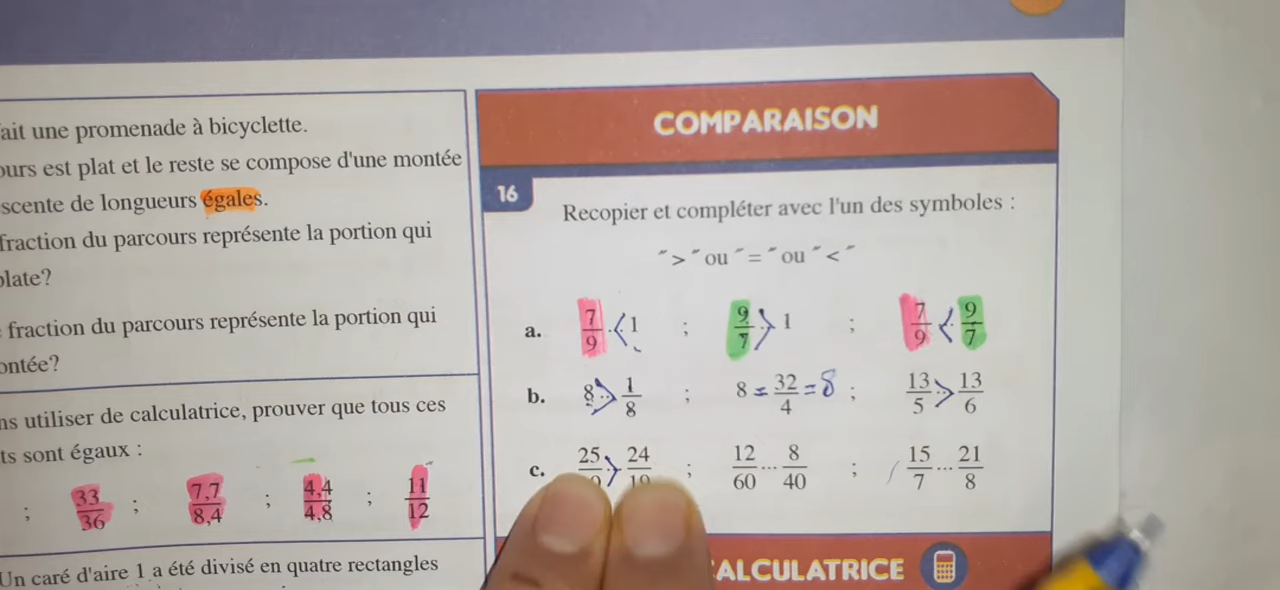 ait une promenade à bicyclette.
ours est plat et le reste se compose d'une montée
scente de longueurs égales.
fraction du parcours représente la portion qui
plate?
fraction du parcours représente la portion qui
ontée?
ns utiliser de calculatrice, prouver que tous ces
ts sont égaux :
; 33/36 ; 7,7/8,4 ; 4,4/4,8 ; 11/12
Un caré d'aire 1 a été divisé en quatre rectangles
COMPARAISON
16
Recopier et compléter avec l'un des symboles :
">" ou "=" ou "<"
a. 7/9 < 1 ; 9/7 > 1 ; 7/9 < 9/7
b. 8 > 1/8 ; 8 = 32/4 = 8 ; 13/5 > 13/6
c. 25 > 24 ; 12/60 ... 8/40 ; 15/7 ... 21/8
ALCULATRICE